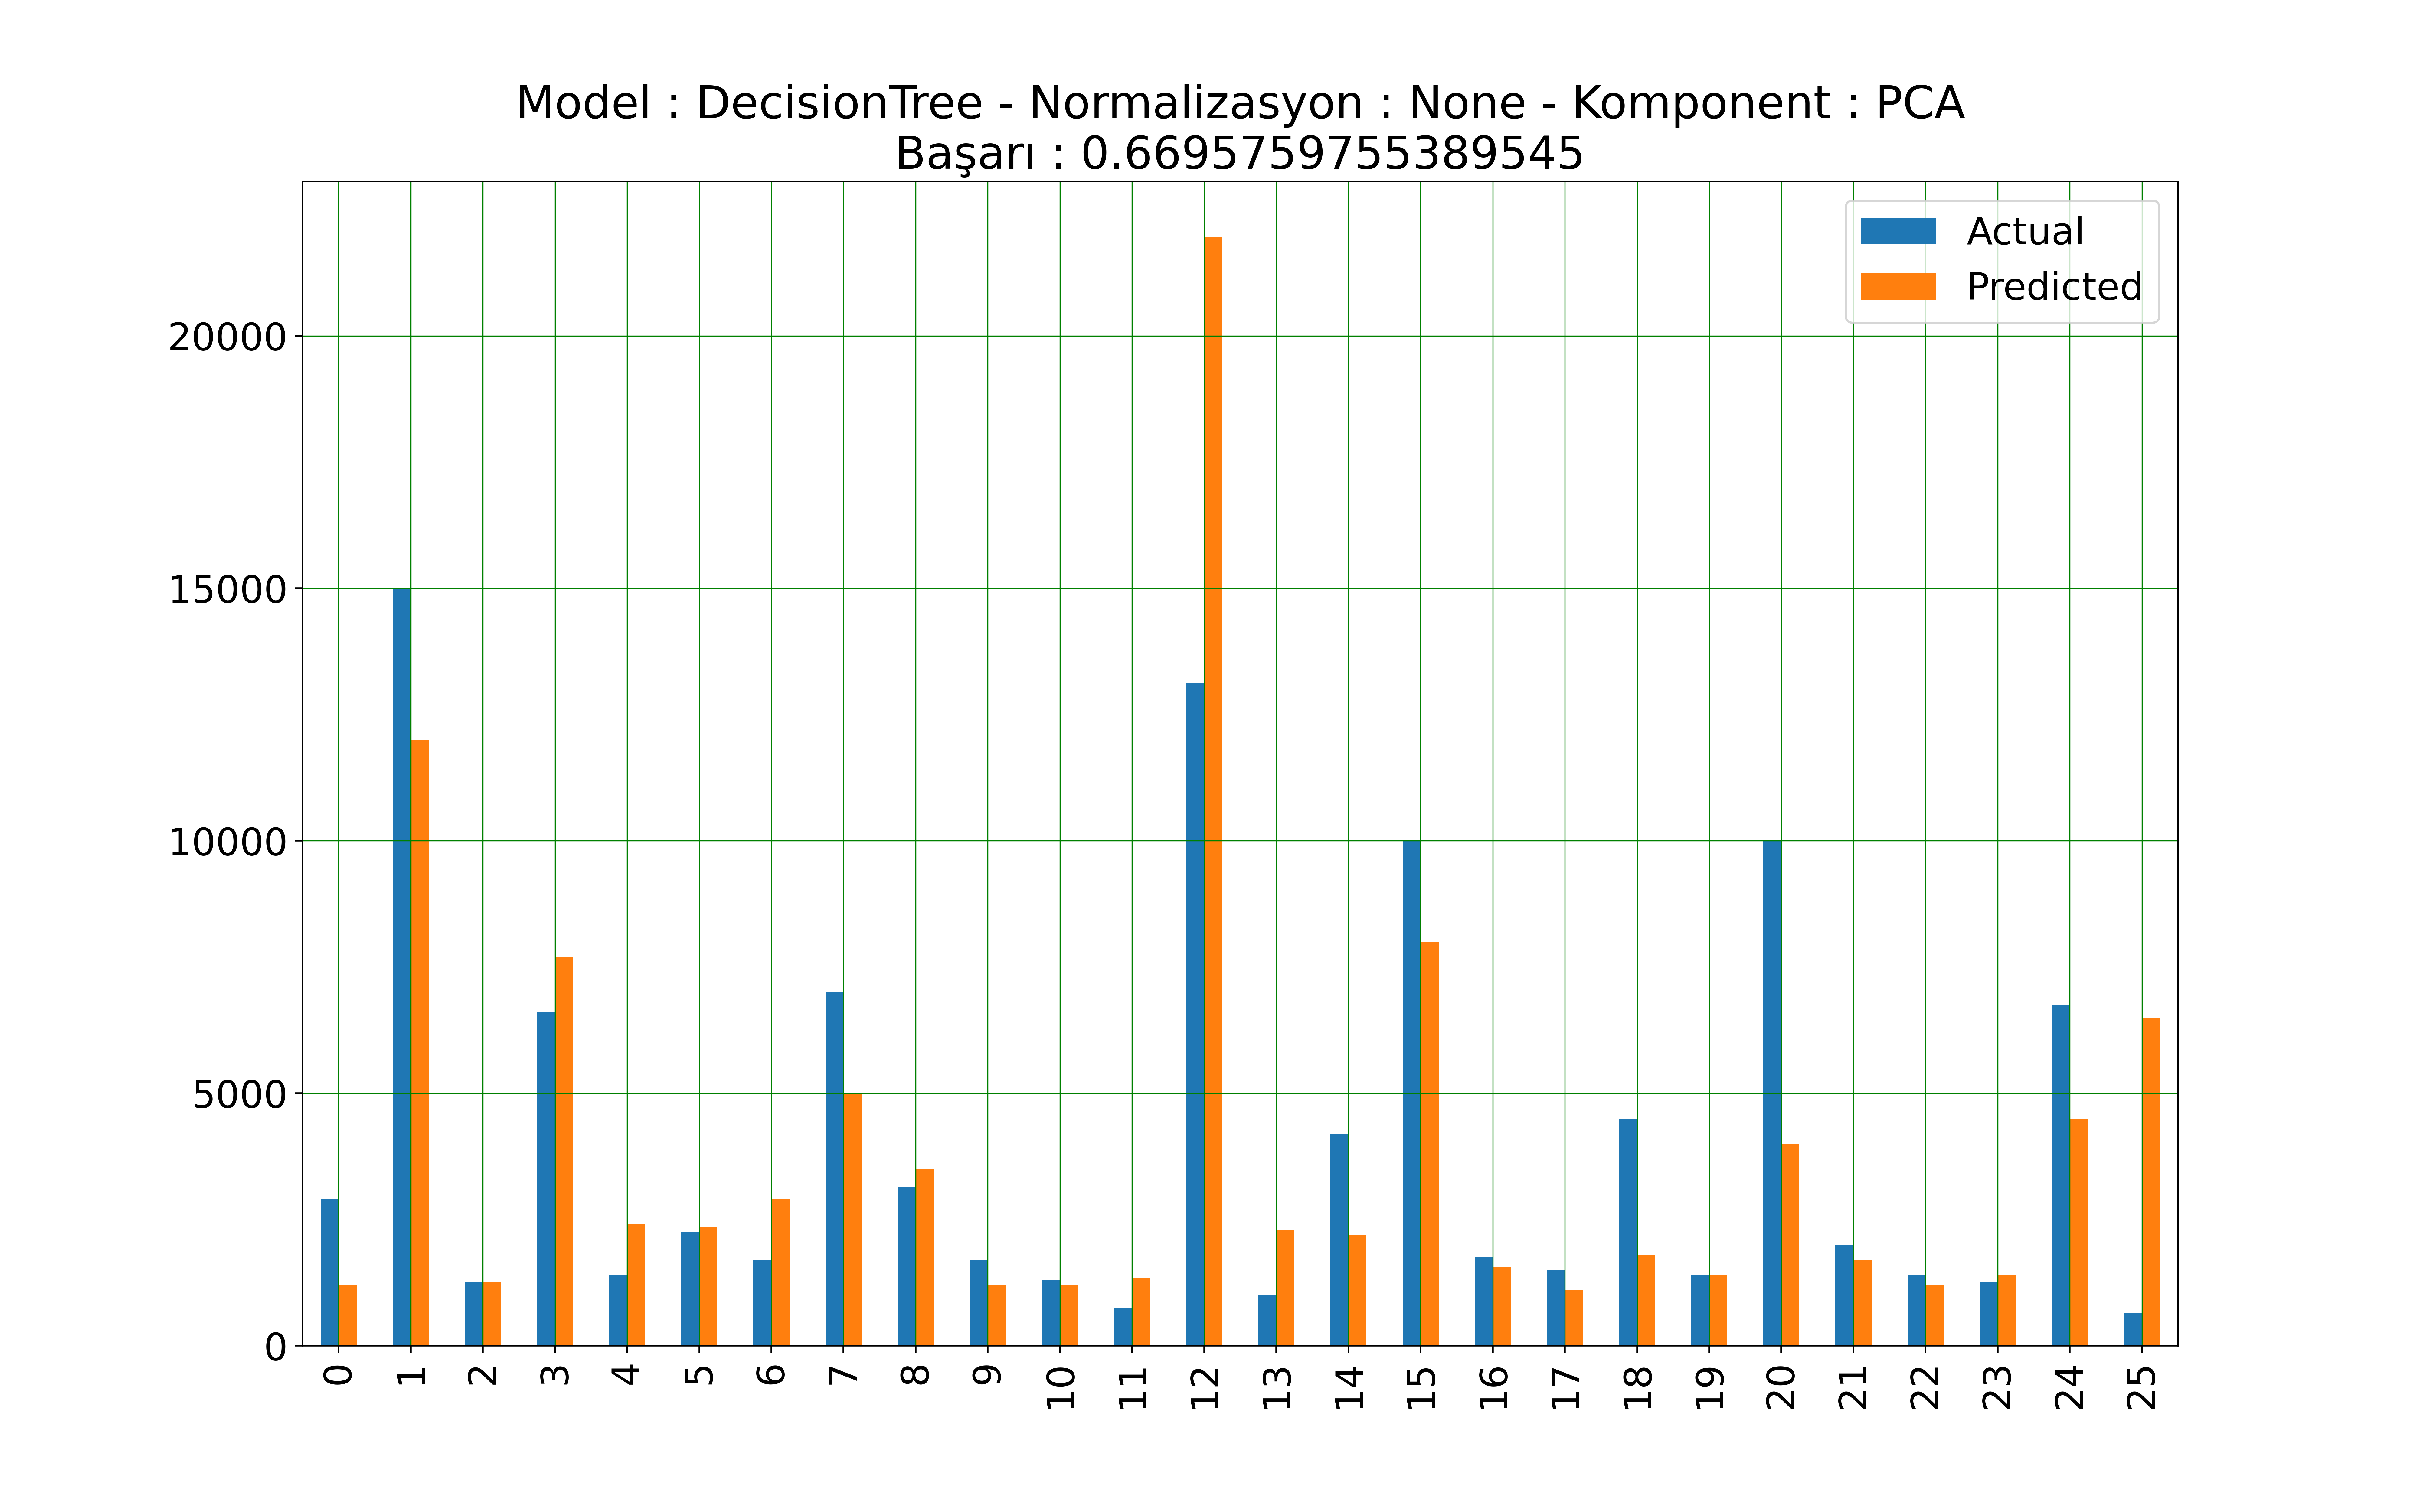 Model : DecisionTree - Normalizasyon : None - Komponent : PCA
Başarı : 0.6695759755389545
Actual
Predicted
20000
15000
10000
5000
0
0 1 2 3 4 5 6 7 8 9 10 11 12 13 14 15 16 17 18 19 20 21 22 23 24 25